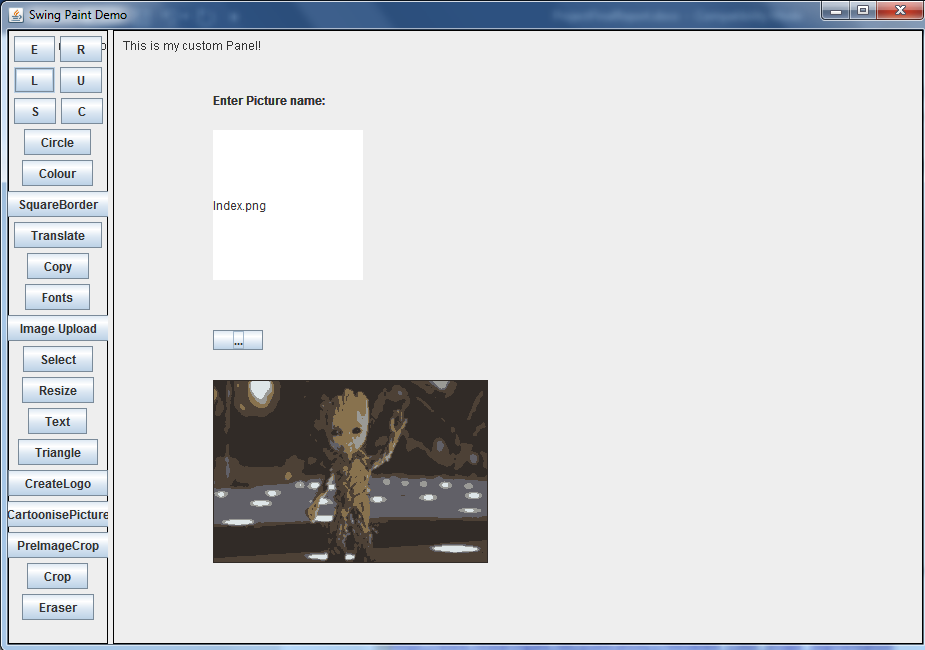 Swing Paint Demo
This is my custom Panel!
E R
L U
S C
Circle
Colour
SquareBorder
Translate
Copy
Fonts
Image Upload
Select
Resize
Text
Triangle
CreateLogo
CartoonisePicture
PreImageCrop
Crop
Eraser
Enter Picture name:
Index.png
...